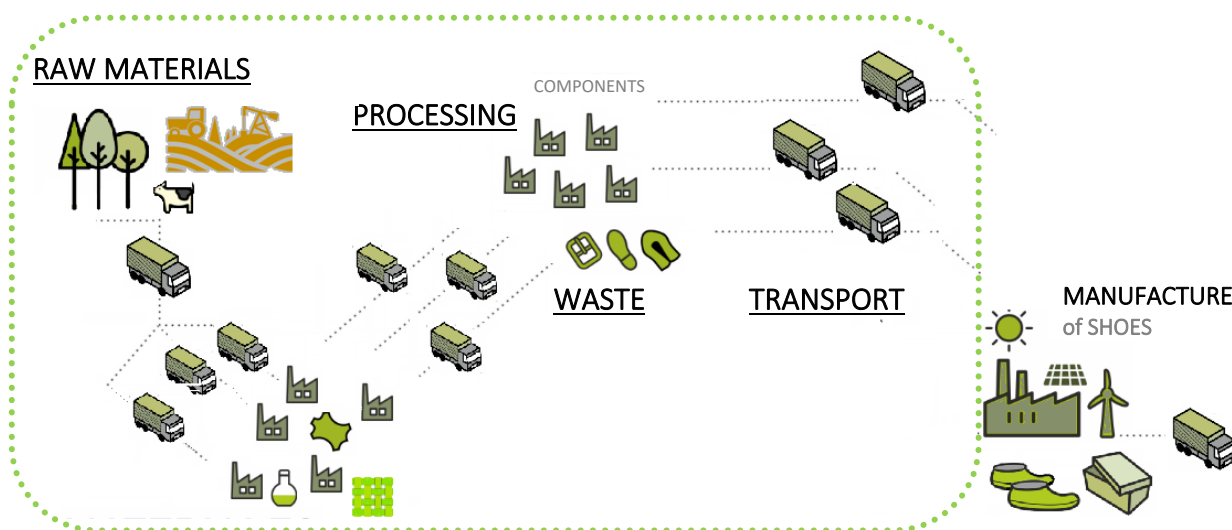 RAW MATERIALS
COMPONENTS
PROCESSING
WASTE
TRANSPORT
MANUFACTURE
of SHOES